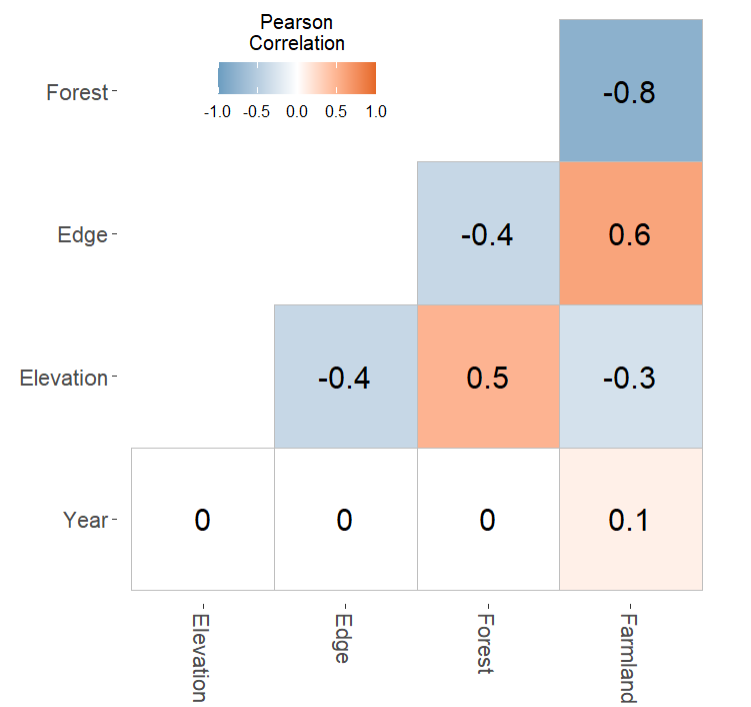 Pearson
Correlation
-1.0 -0.5 0.0 0.5 1.0
Forest -0.8
Edge -0.4 0.6
Elevation -0.4 0.5 -0.3
Year 0 0 0 0.1
Elevation
Edge
Forest
Farmland